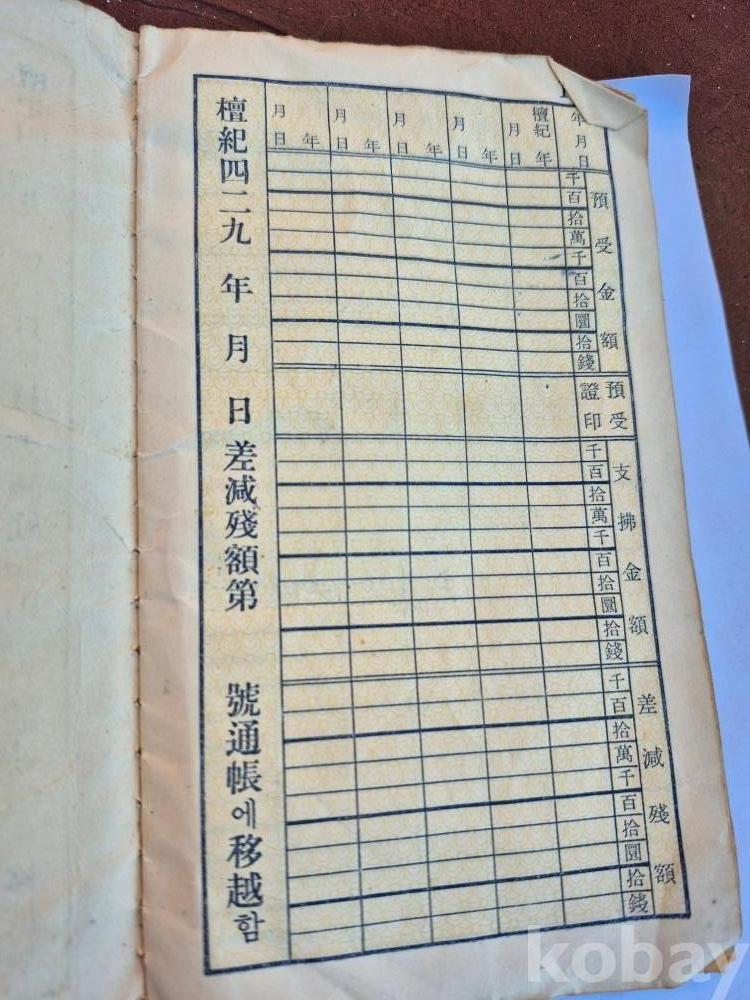 年月日
預受金額
預受
證印
支拂金額
差減殘額
千百拾萬千百拾圜拾錢
千百拾萬千百拾圜拾錢
千百拾萬千百拾圜拾錢
檀紀 年
月日
年
月日
年
月日
年
月日
年
月日
檀紀四二九 年 月 日差減殘額第 號通帳에移越함
kobay